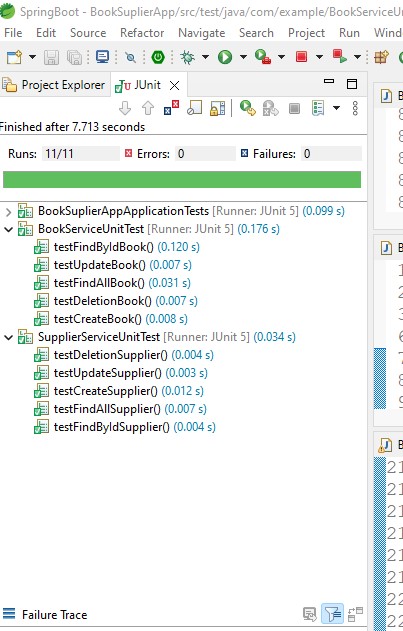 SpringBoot - BookSuplierApp/src/test/java/com/example/BookServiceUni
File Edit Source Refactor Navigate Search Project Run Wind
Project Explorer JUnit
Finished after 7.713 seconds
Runs: 11/11 Errors: 0 Failures: 0
BookSuplierAppApplicationTests [Runner: JUnit 5] (0.099 s)
BookServiceUnitTest [Runner: JUnit 5] (0.176 s)
testFindByIdBook() (0.120 s)
testUpdateBook() (0.007 s)
testFindAllBook() (0.031 s)
testDeletionBook() (0.007 s)
testCreateBook() (0.008 s)
SupplierServiceUnitTest [Runner: JUnit 5] (0.034 s)
testDeletionSupplier() (0.004 s)
testUpdateSupplier() (0.003 s)
testCreateSupplier() (0.012 s)
testFindAllSupplier() (0.007 s)
testFindByIdSupplier() (0.004 s)
Failure Trace
B
8
8
8
8
8
B
1
2
3
6
7
8
9
B
21
21
21
21
21
21
22
22